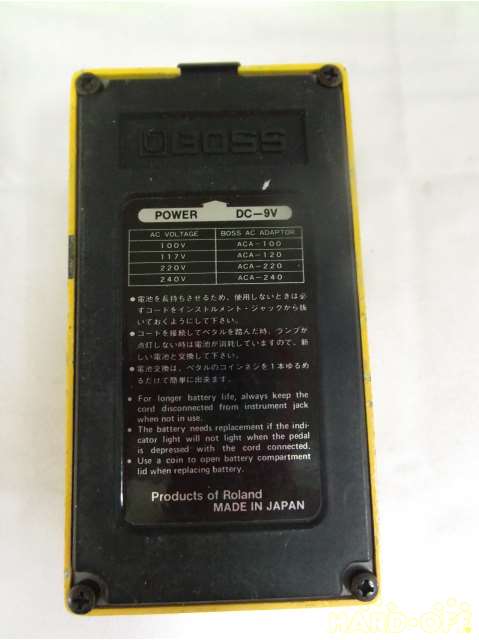 BOSS
POWER DC-9V
AC VOLTAGE BOSS AC ADAPTOR
100V ACA-100
117V ACA-120
220V ACA-220
240V ACA-240
●電池を長持ちさせるため、使用しないときは必
ずコードをインストルメント・ジャックから抜
いておくようにして下さい。
●コードを接続してペタルを踏んだ時、ランプが
点灯しない時は電池が消耗していますので、新
しい電池と交換して下さい。
●電池交換は、ペタルのコインネジを1本ゆるめ
るだけで簡単に出来ます。
● For longer battery life, always keep the
cord disconnected from instrument jack
when not in use.
● The battery needs replacement if the indi-
cator light will not light when the pedal
is depressed with the cord connected.
● Use a coin to open battery compartment
lid when replacing battery.
Products of Roland
MADE IN JAPAN
HARD-OFF